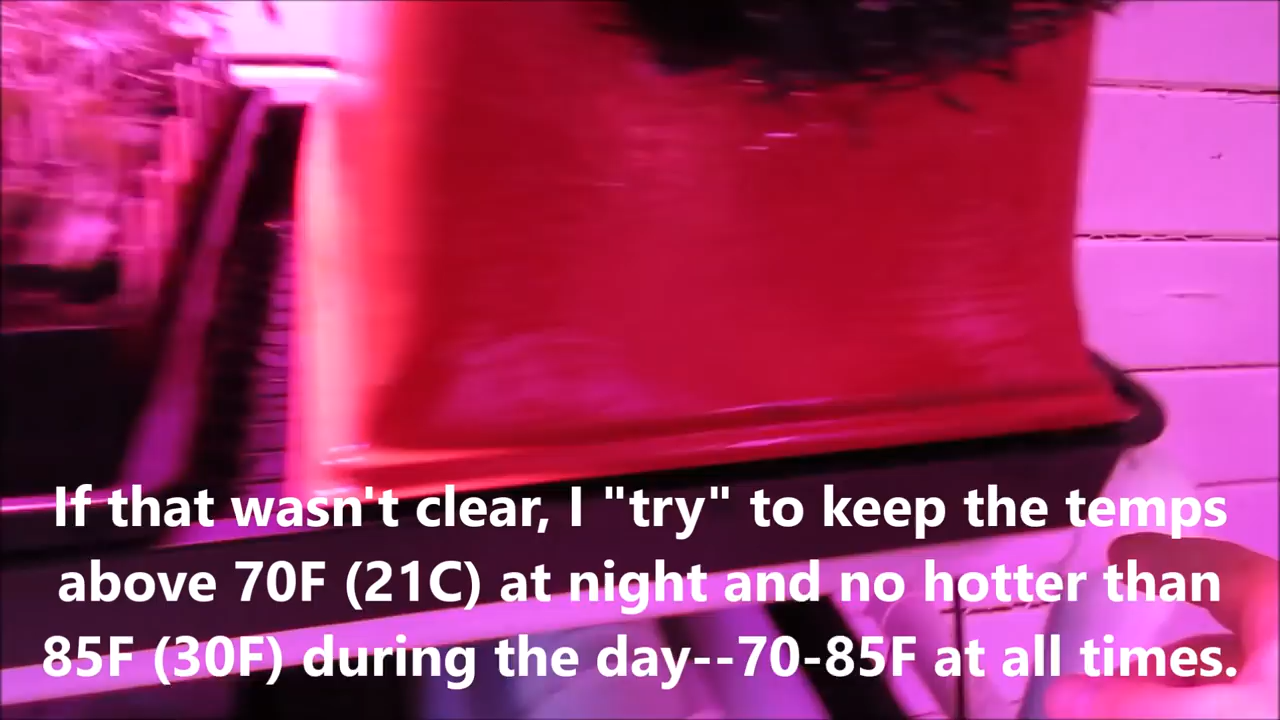 If that wasn't clear, I "try" to keep the temps
above 70F (21C) at night and no hotter than
85F (30F) during the day--70-85F at all times.